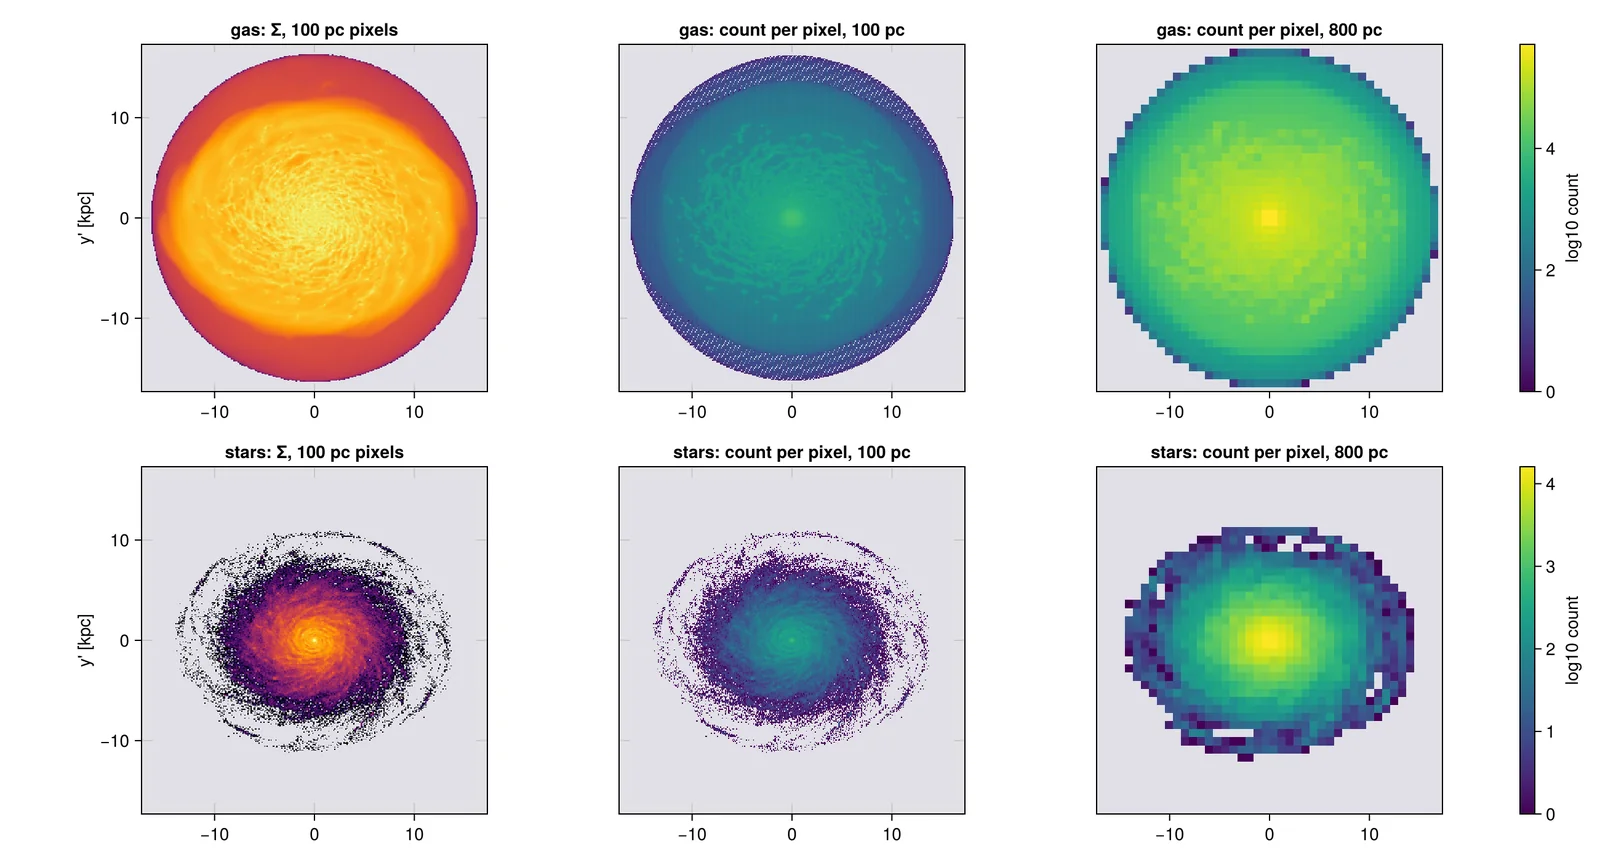 gas: Σ, 100 pc pixels
gas: count per pixel, 100 pc
gas: count per pixel, 800 pc
y' [kpc]
10
0
−10
−10 0 10
−10 0 10
−10 0 10
4
2
0
log10 count
stars: Σ, 100 pc pixels
stars: count per pixel, 100 pc
stars: count per pixel, 800 pc
y' [kpc]
10
0
−10
−10 0 10
−10 0 10
−10 0 10
4
3
2
1
0
log10 count